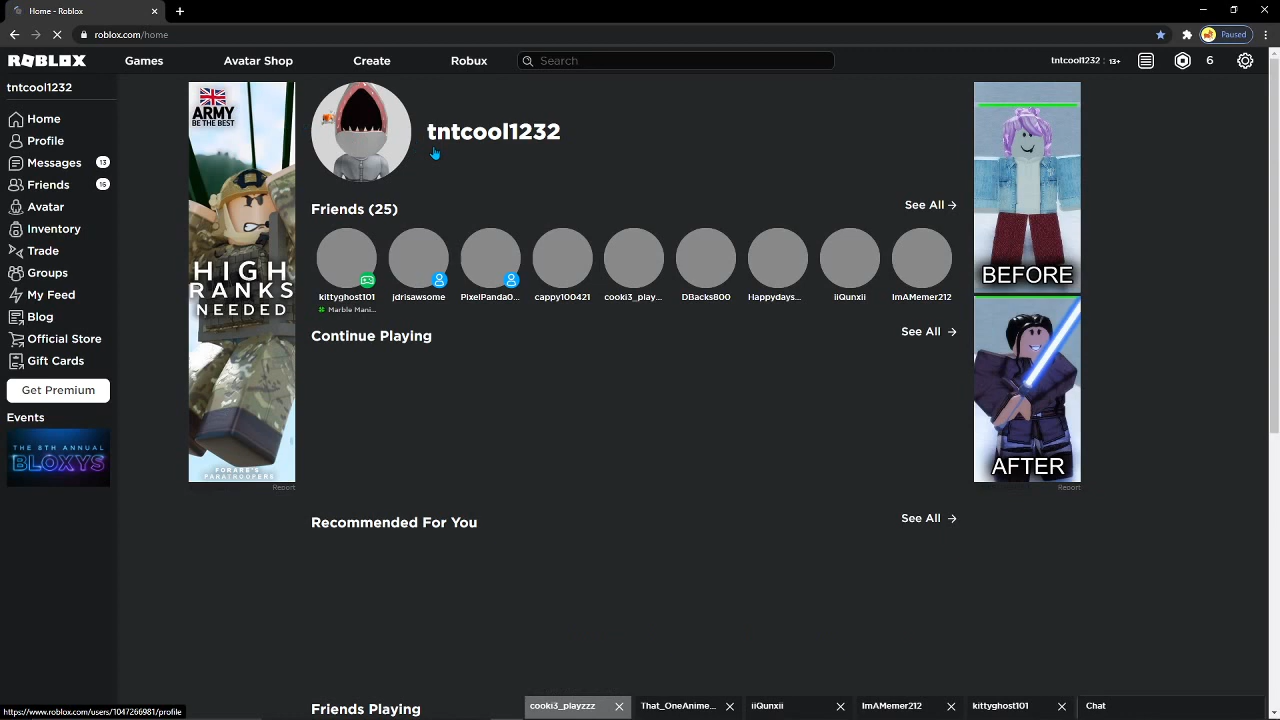 Home - Roblox
roblox.com/home
Paused
ROBLOX
Games
Avatar Shop
Create
Robux
Search
tntcool1232 : 13+
6
tntcool1232
Home
Profile
Messages 13
Friends 16
Avatar
Inventory
Trade
Groups
My Feed
Blog
Official Store
Gift Cards
Get Premium
Events
THE 8TH ANNUAL
BLOXYS
ARMY
BE THE BEST
HIGH
RANKS
NEEDED
FORARE'S
PARATROOPERS
Report
tntcool1232
Friends (25)
See All
kittyghost101
jdrisawsome
PixelPanda0...
cappy100421
cooki3_play...
DBacks800
Happydays...
iiQunxii
ImAMemer212
Marble Mani...
Continue Playing
See All
Recommended For You
See All
Friends Playing
BEFORE
AFTER
Report
cooki3_playzzz
That_OneAnime...
iiQunxii
ImAMemer212
kittyghost101
Chat
https://www.roblox.com/users/1047266981/profile